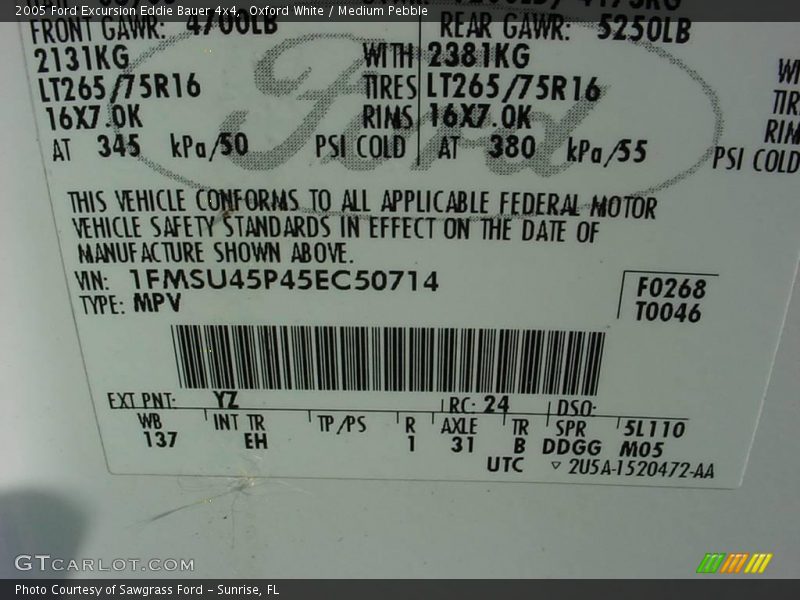 2005 Ford Excursion Eddie Bauer 4x4, Oxford White / Medium Pebble
FRONT GAWR: 4700LB REAR GAWR: 5250LB
2131KG WITH 2381KG WI
LT265/75R16 TIRES LT265/75R16 TIR
16X7.0K RIMS 16X7.0K RIM
AT 345 kPa/50 PSI COLD AT 380 kPa/55 PSI COLD
Ford
THIS VEHICLE CONFORMS TO ALL APPLICABLE FEDERAL MOTOR
VEHICLE SAFETY STANDARDS IN EFFECT ON THE DATE OF
MANUFACTURE SHOWN ABOVE.
VIN: 1FMSU45P45EC50714
TYPE: MPV
F0268
T0046
EXT PNT: YZ RC: 24 DSO:
WB INT TR TP/PS R AXLE TR SPR 5L110
137 EH 1 31 B DDGG M05
UTC ▽ 2U5A-1520472-AA
GTCARLOT.COM
Photo Courtesy of Sawgrass Ford - Sunrise, FL